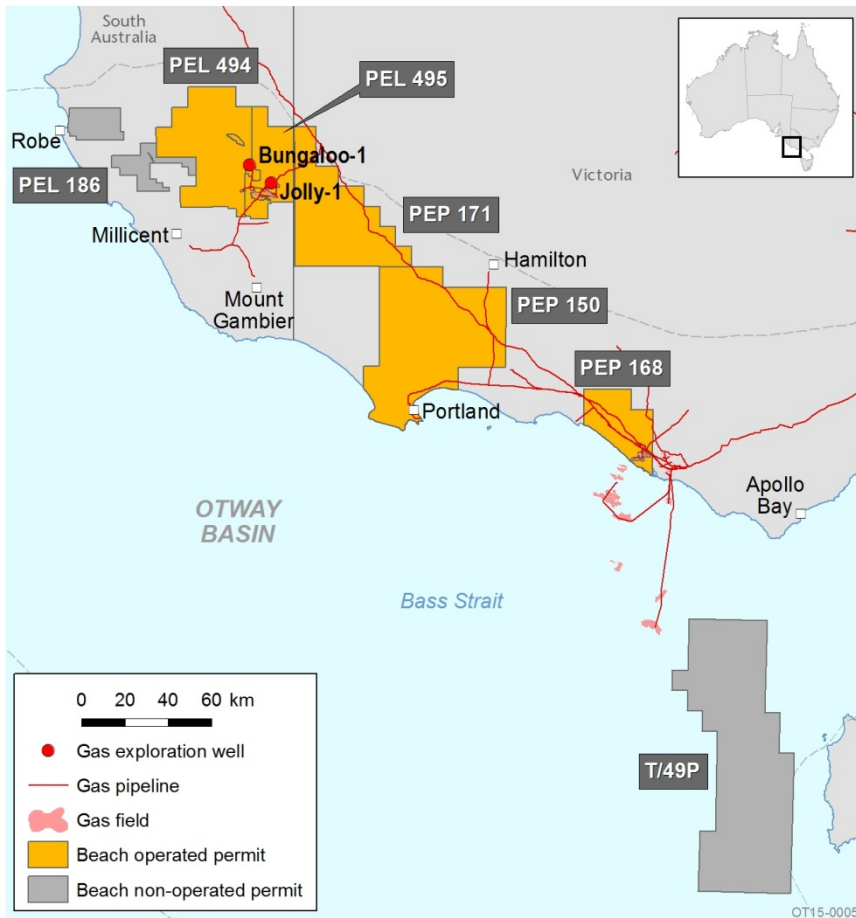 South
Australia
PEL 494
PEL 495
Robe
Bungaloo-1
PEL 186
Jolly-1
Victoria
Millicent
PEP 171
Hamilton
Mount
Gambier
PEP 150
PEP 168
Portland
Apollo
Bay
OTWAY
BASIN
Bass Strait
T/49P
0 20 40 60 km
Gas exploration well
Gas pipeline
Gas field
Beach operated permit
Beach non-operated permit
OT15-0005